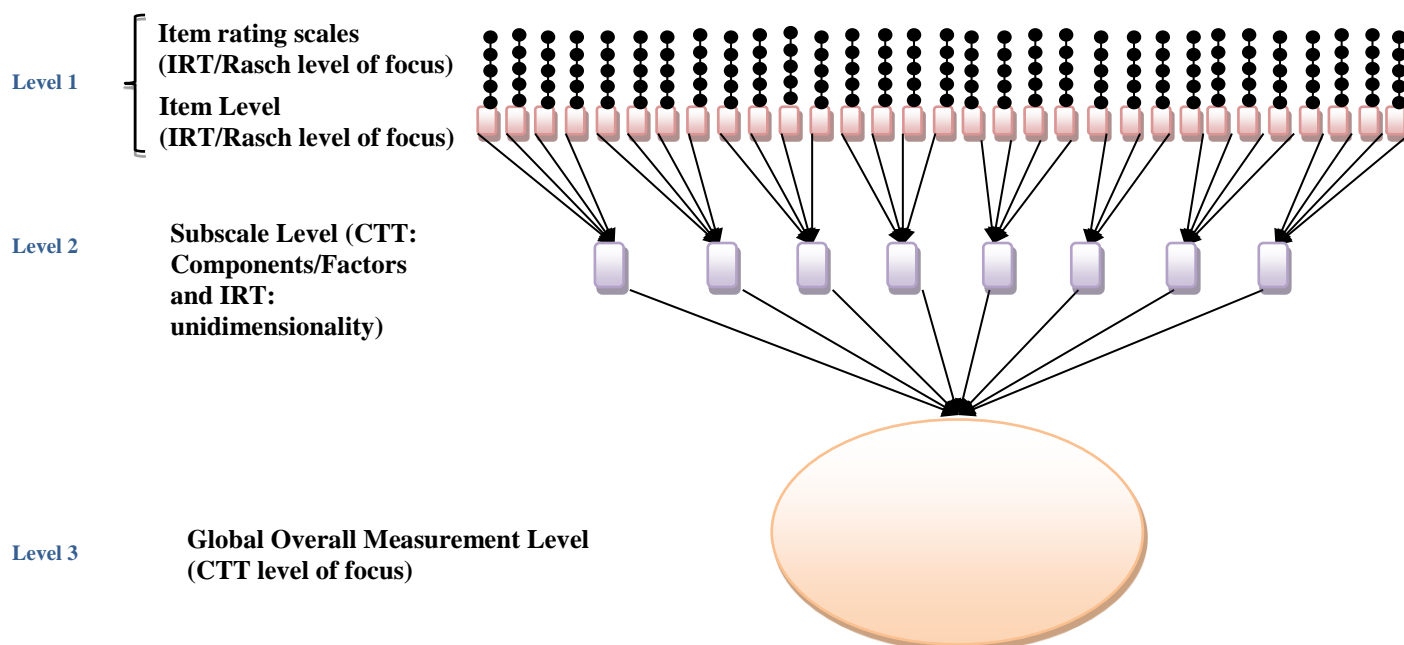 Level 1
Item rating scales
(IRT/Rasch level of focus)
Item Level
(IRT/Rasch level of focus)
Level 2
Subscale Level (CTT:
Components/Factors
and IRT:
unidimensionality)
Level 3
Global Overall Measurement Level
(CTT level of focus)